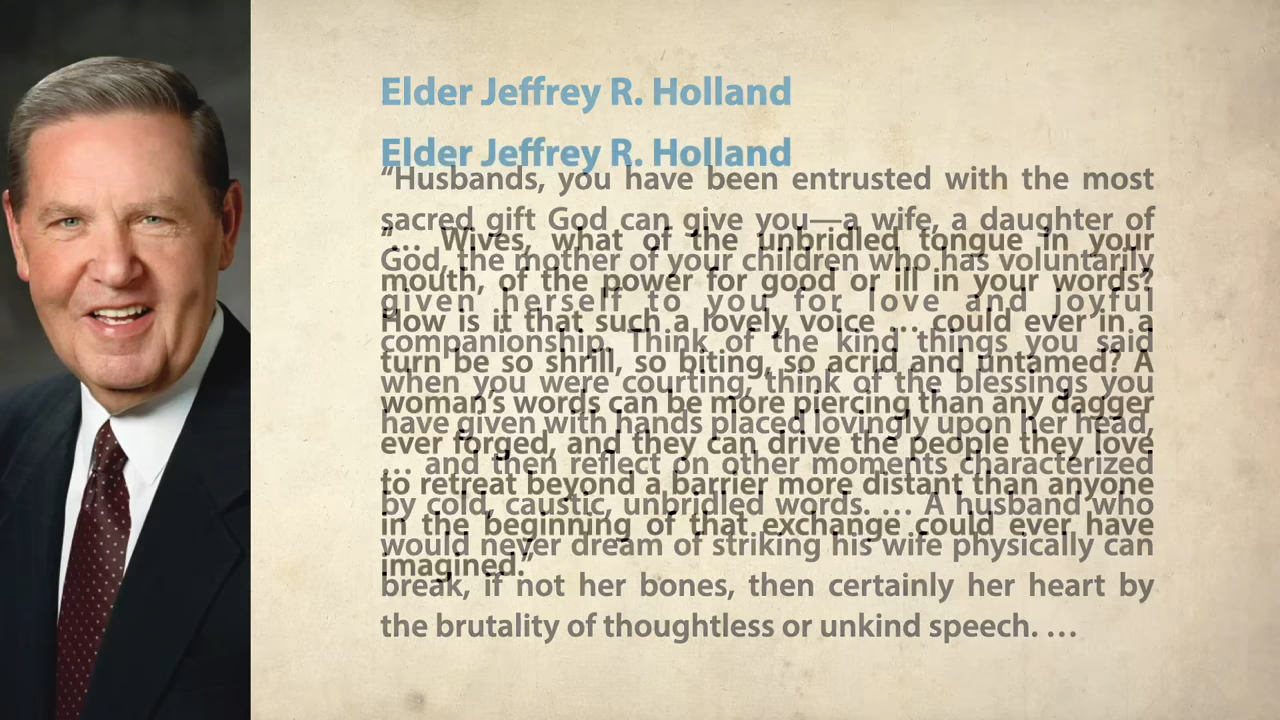 Elder Jeffrey R. Holland
Elder Jeffrey R. Holland
“Husbands, you have been entrusted with the most
sacred gift God can give you—a wife, a daughter of
“… Wives, what of the unbridled tongue in your
God, the mother of your children who has voluntarily
mouth, of the power for good or ill in your words?
given herself to you for love and joyful
How is it that such a lovely voice … could ever in a
companionship. Think of the kind things you said
turn be so shrill, so biting, so acrid and untamed? A
when you were courting, think of the blessings you
woman’s words can be more piercing than any dagger
have given with hands placed lovingly upon her head,
ever forged, and they can drive the people they love
… and then reflect on other moments characterized
to retreat beyond a barrier more distant than anyone
by cold, caustic, unbridled words. … A husband who
in the beginning of that exchange could ever have
would never dream of striking his wife physically can
imagined.”
break, if not her bones, then certainly her heart by
the brutality of thoughtless or unkind speech. …